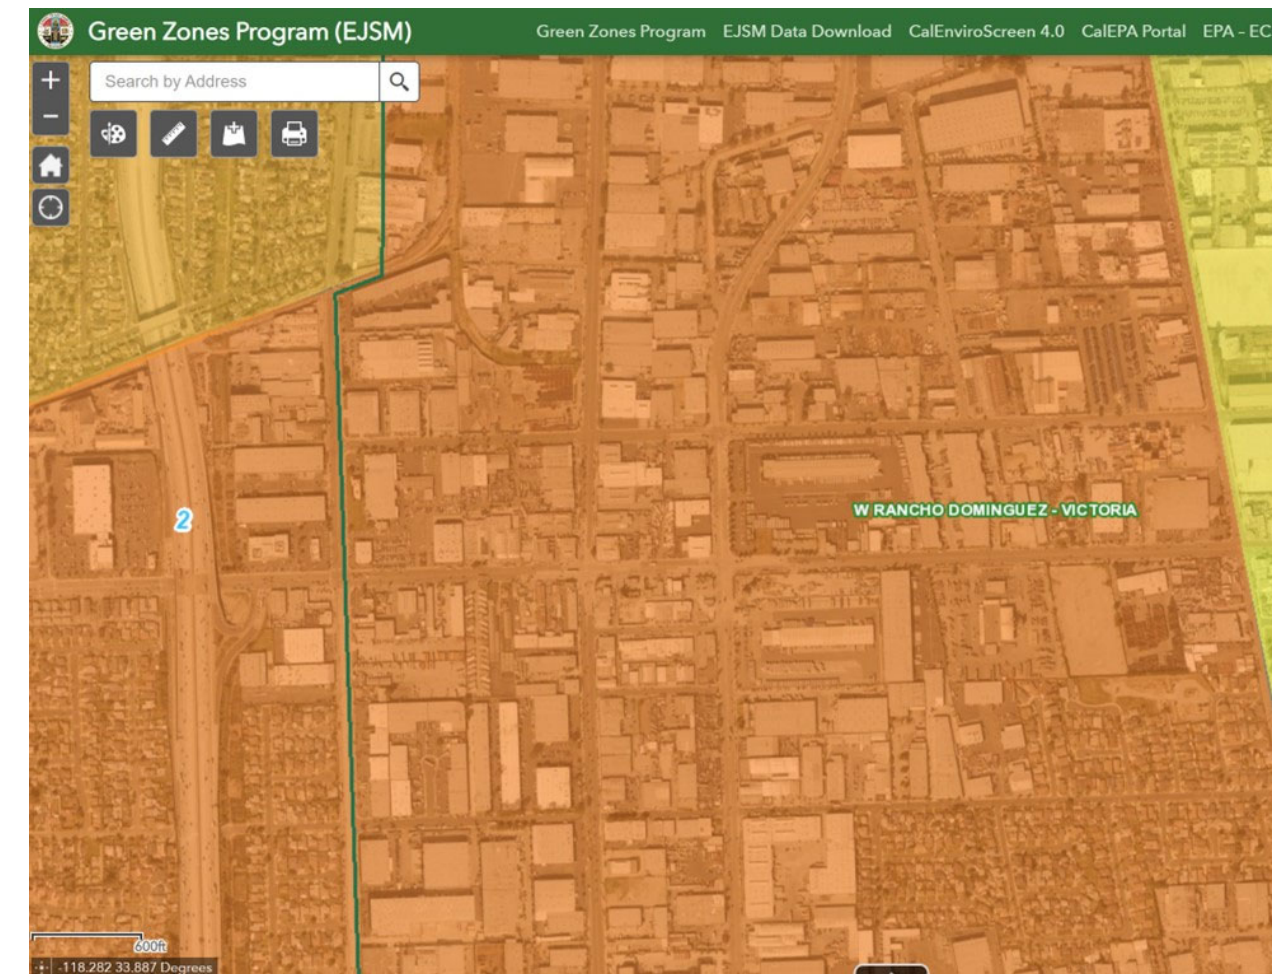 Green Zones Program (EJSM)
Green Zones Program EJSM Data Download CalEnviroScreen 4.0 CalEPA Portal EPA - EC
Search by Address
2
W RANCHO DOMINGUEZ - VICTORIA
600ft
-118.282 33.887 Degrees